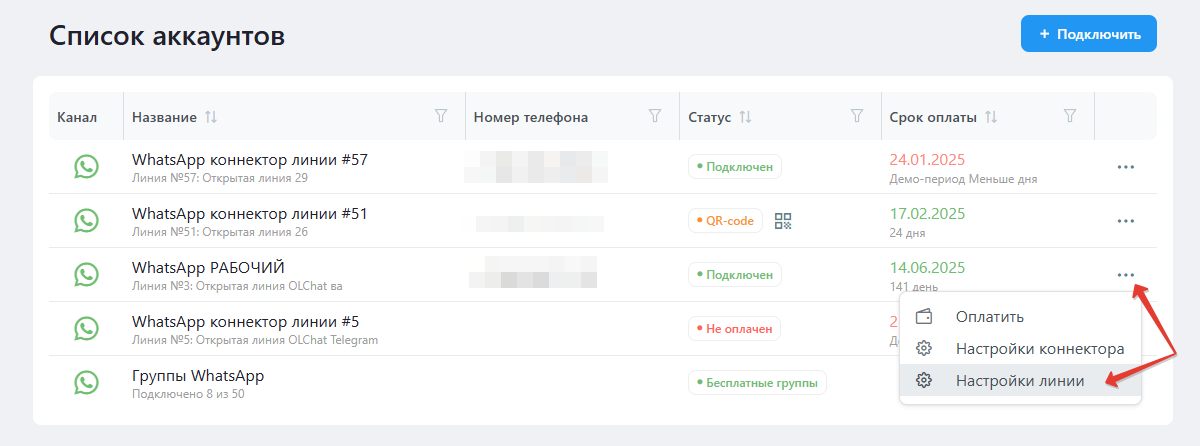 Список аккаунтов
+ Подключить
Канал Название Номер телефона Статус Срок оплаты
WhatsApp коннектор линии #57
Линия №57: Открытая линия 29
Подключен
24.01.2025
Демо-период Меньше дня
WhatsApp коннектор линии #51
Линия №51: Открытая линия 26
QR-code
17.02.2025
24 дня
WhatsApp РАБОЧИЙ
Линия №3: Открытая линия OLChat ва
Подключен
14.06.2025
141 день
WhatsApp коннектор линии #5
Линия №5: Открытая линия OLChat Telegram
Не оплачен
Группы WhatsApp
Подключено 8 из 50
Бесплатные группы
Оплатить
Настройки коннектора
Настройки линии